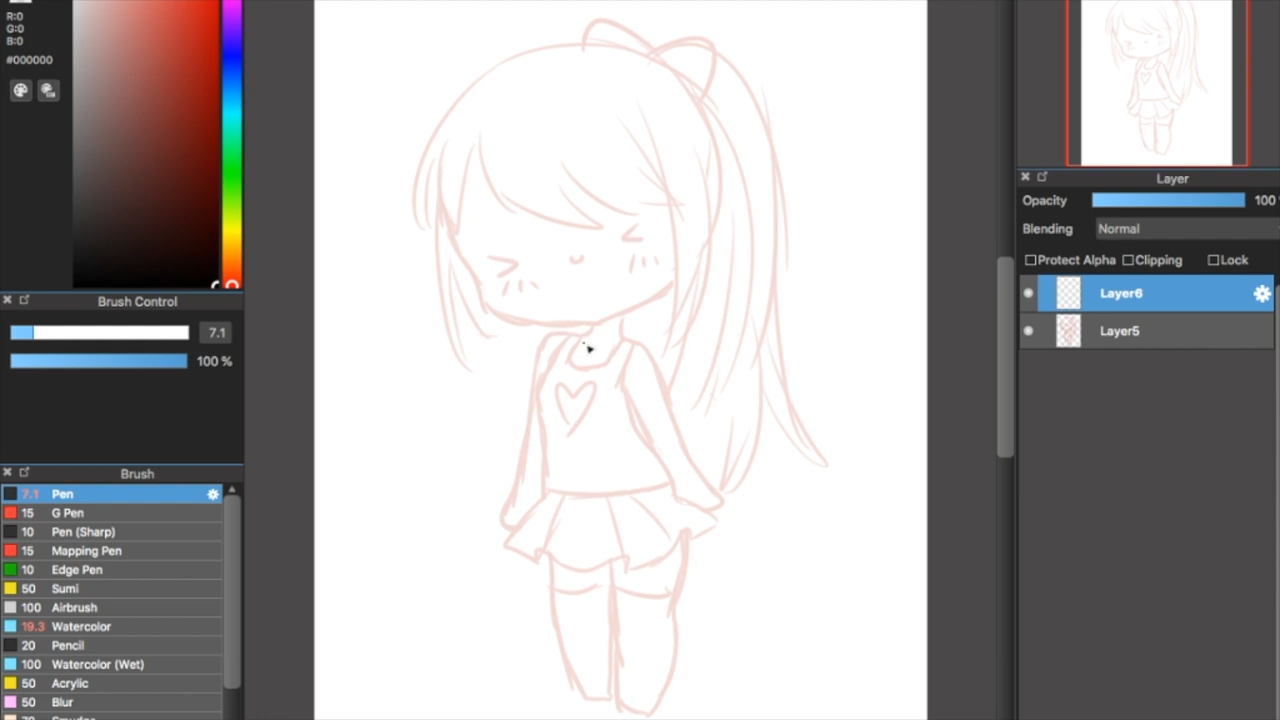 R:0
G:0
B:0
#000000
Brush Control
7.1
100 %
Brush
7.1 Pen
15 G Pen
10 Pen (Sharp)
15 Mapping Pen
10 Edge Pen
50 Sumi
100 Airbrush
19.3 Watercolor
20 Pencil
100 Watercolor (Wet)
50 Acrylic
50 Blur
Layer
Opacity 100
Blending Normal
Protect Alpha Clipping Lock
Layer6
Layer5